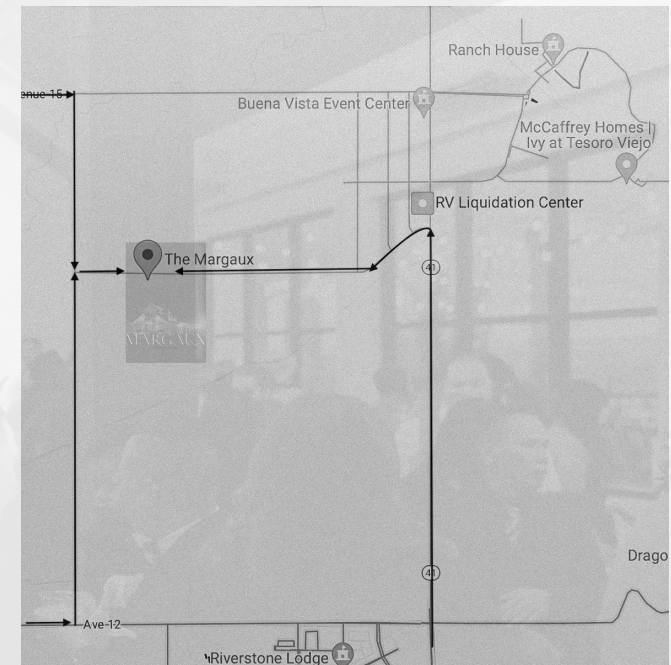 Ranch House
enue 15
Buena Vista Event Center
McCaffrey Homes |
Ivy at Tesoro Viejo
RV Liquidation Center
The Margaux
41
MARGAUX
41
Drago
Ave-12
Riverstone Lodge